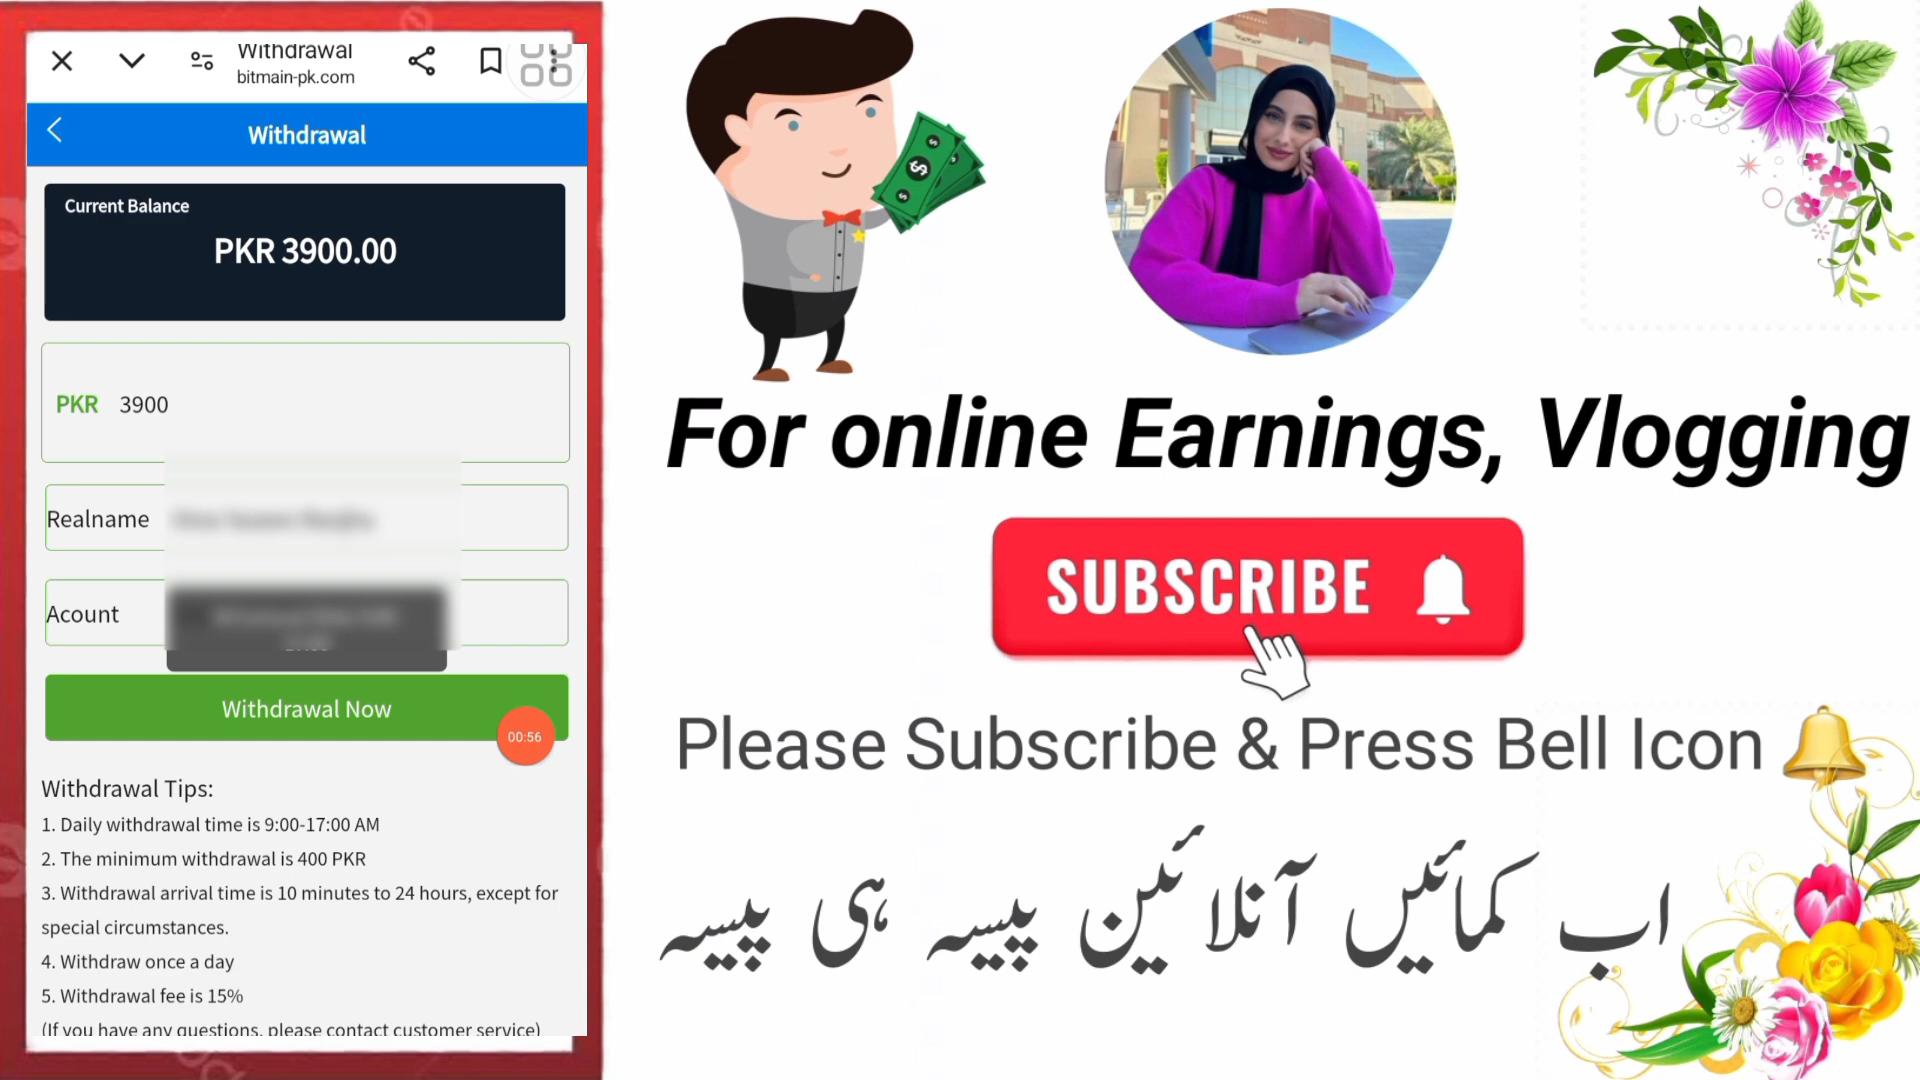 Withdrawal
bitmain-pk.com
Withdrawal
Current Balance
PKR 3900.00
PKR 3900
Realname
Acount
Withdrawal Now
00:56
Withdrawal Tips:
1. Daily withdrawal time is 9:00-17:00 AM
2. The minimum withdrawal is 400 PKR
3. Withdrawal arrival time is 10 minutes to 24 hours, except for
special circumstances.
4. Withdraw once a day
5. Withdrawal fee is 15%
(If you have any questions, please contact customer service)
For online Earnings, Vlogging
SUBSCRIBE
Please Subscribe & Press Bell Icon
اب کمائیں آنلائین پیسہ ہی پیسہ